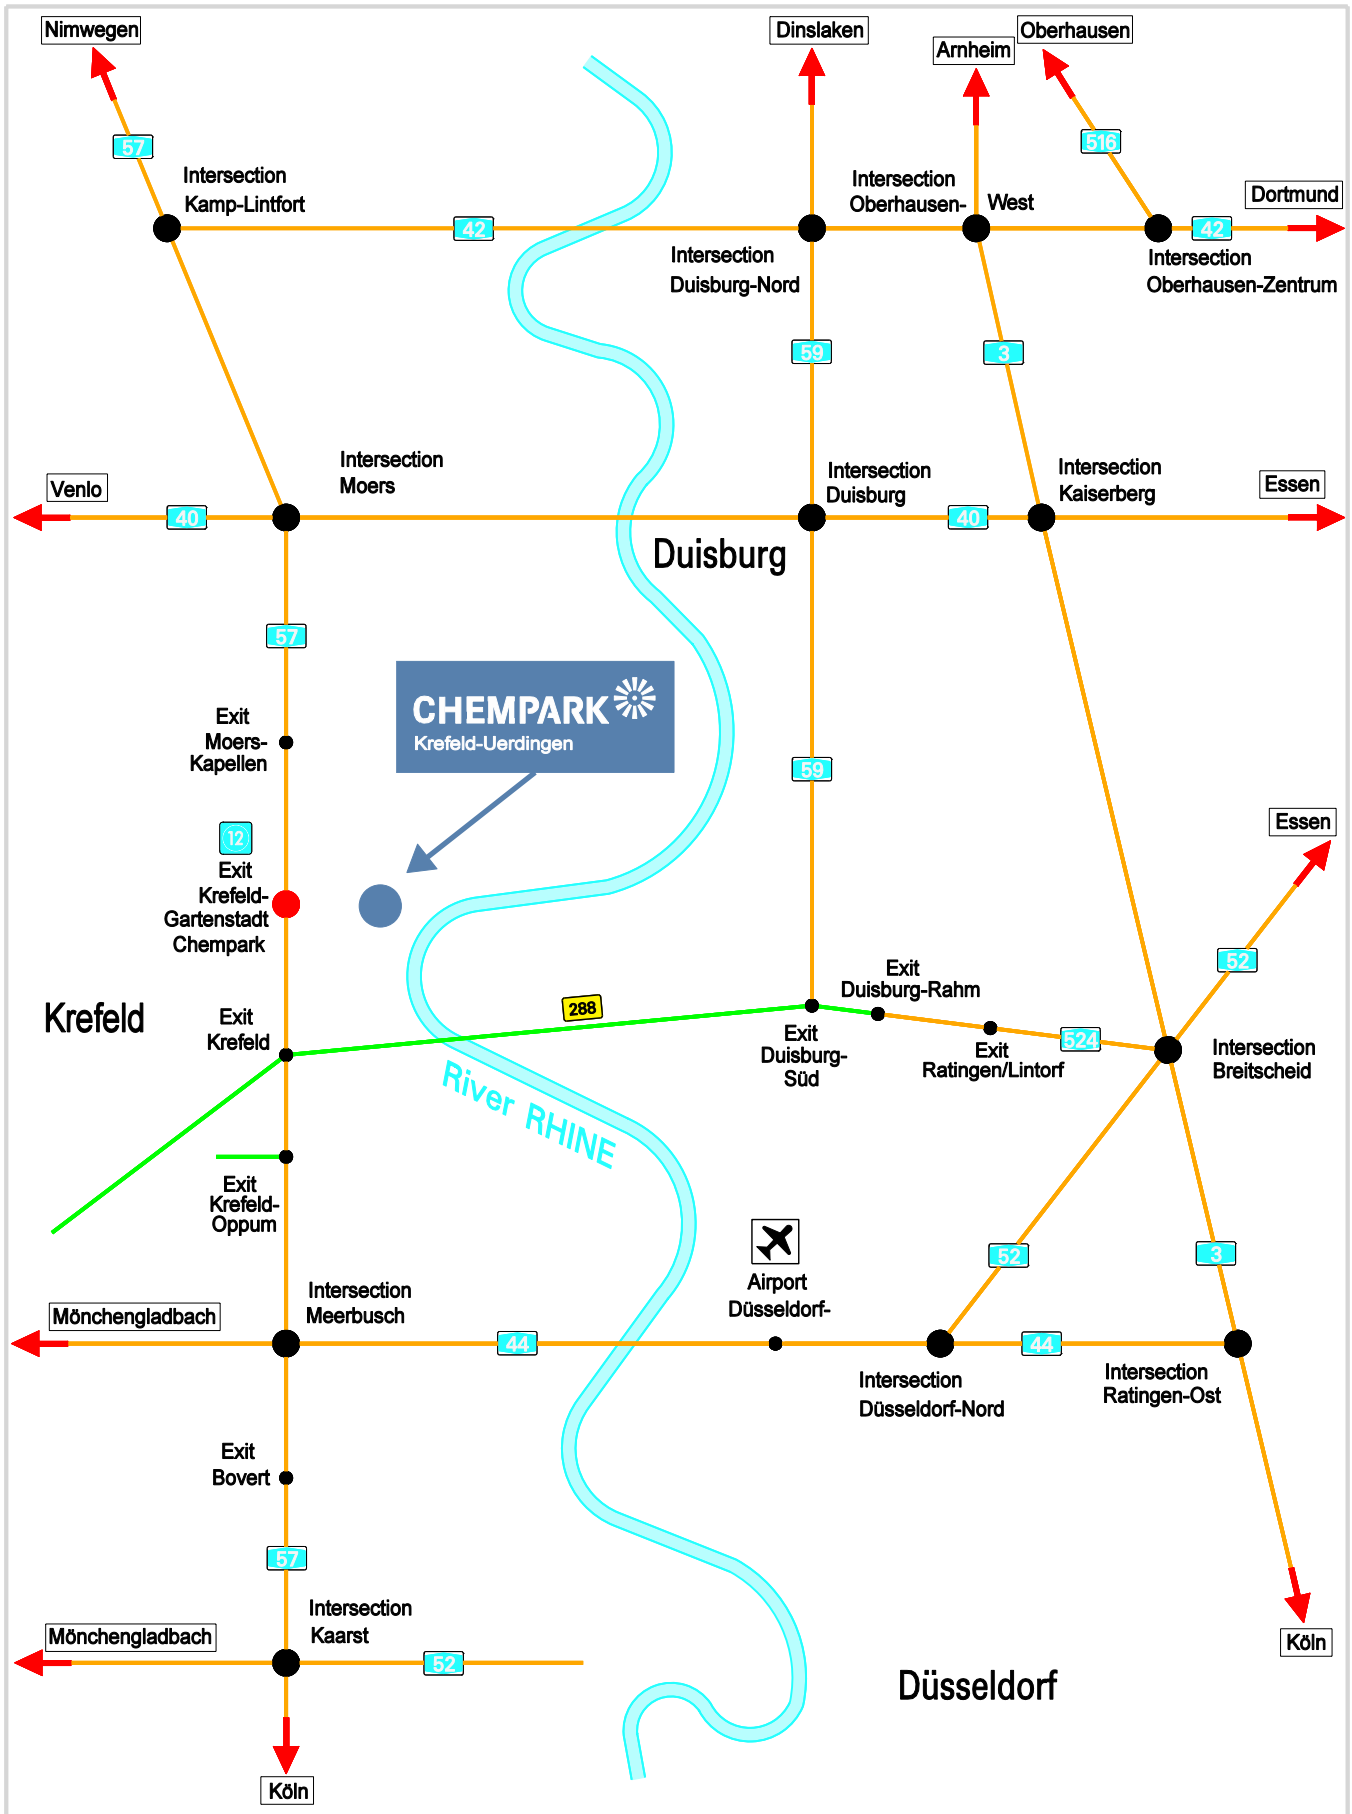 Nimwegen
Dinslaken
Arnheim
Oberhausen
57
516
Intersection
Kamp-Lintfort
Intersection
Oberhausen-
West
Dortmund
42
42
Intersection
Duisburg-Nord
Intersection
Oberhausen-Zentrum
59
3
Intersection
Moers
Intersection
Duisburg
Intersection
Kaiserberg
Venlo
Essen
40
40
Duisburg
57
CHEMPARK
Krefeld-Uerdingen
Exit
Moers-
Kapellen
59
12
Exit
Krefeld-
Gartenstadt
Chempark
Essen
52
Krefeld
Exit
Krefeld
288
Exit
Duisburg-Rahm
Exit
Duisburg-
Süd
Exit
Ratingen/Lintorf
524
Intersection
Breitscheid
River RHINE
Exit
Krefeld-
Oppum
52
3
Airport
Düsseldorf-
Mönchengladbach
Intersection
Meerbusch
44
44
Intersection
Düsseldorf-Nord
Intersection
Ratingen-Ost
Exit
Bovert
57
Mönchengladbach
Intersection
Kaarst
52
Köln
Düsseldorf
Köln